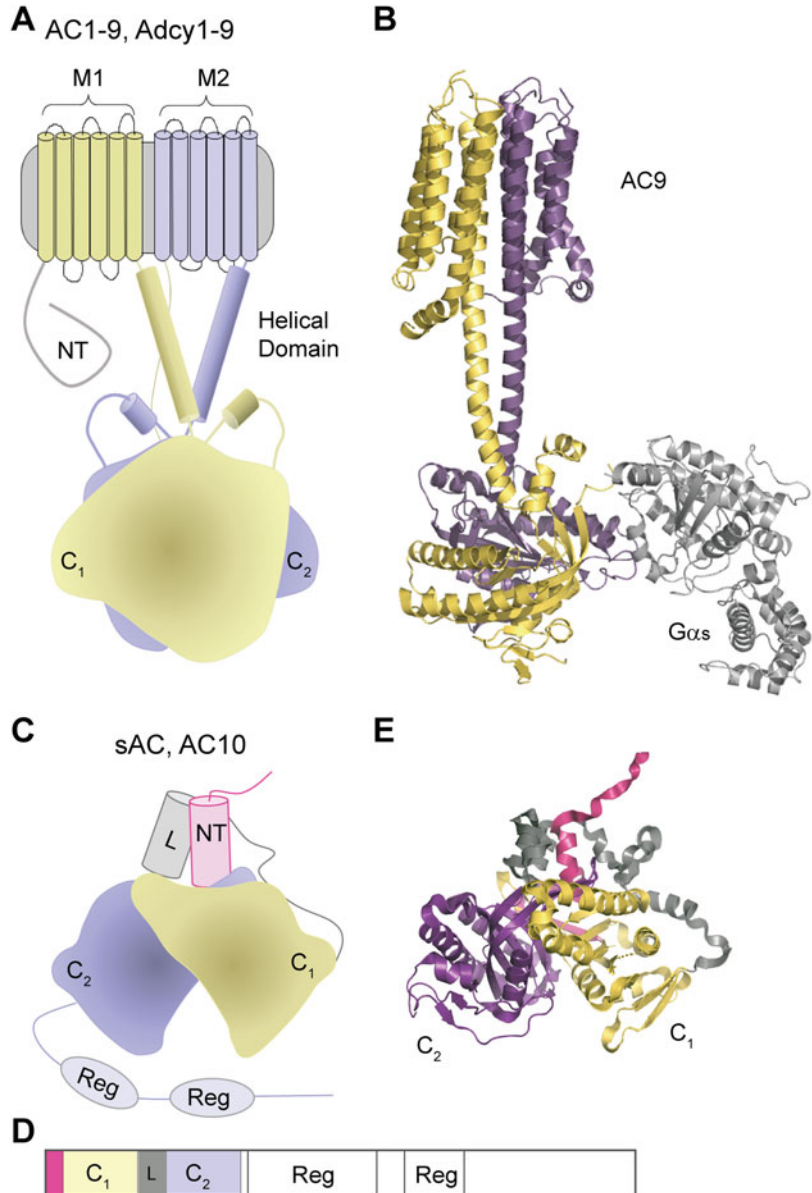 A AC1-9, Adcy1-9
M1 M2
NT
Helical
Domain
C₁
C₂
B
AC9
Gαs
C
sAC, AC10
L
NT
C₂
C₁
Reg
Reg
E
C₂
C₁
D
C₁ L C₂ Reg Reg